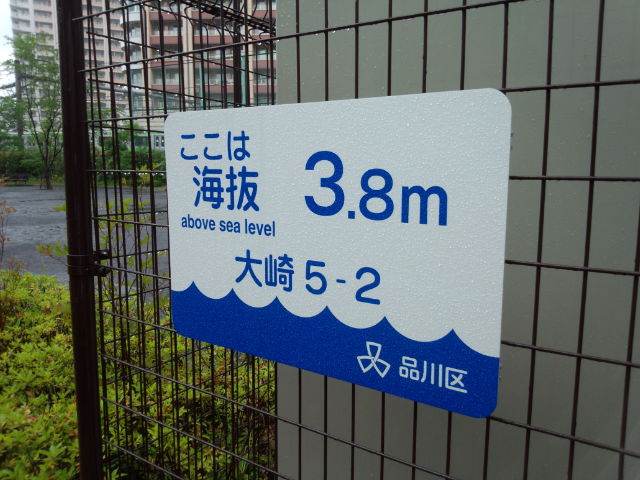 ここは
海抜 3.8m
above sea level
大崎5-2
品川区